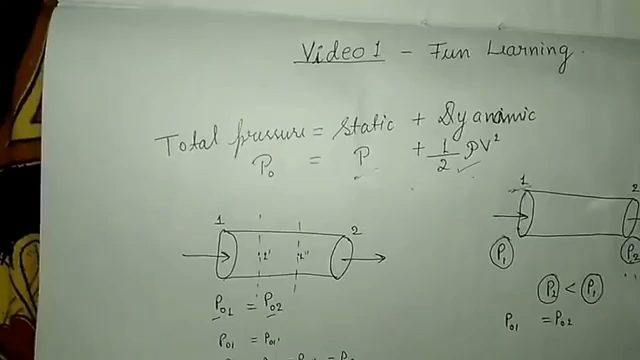 Video 1 - Fun Learning.
Total pressure = Static + Dyanamic
P₀ = P + 1/2 ρV²
1 2
1' 1''
P₀₁ = P₀₂
P₀₁ = P₀₁'
1 2
P₁ P₂
P₂ < P₁
P₀₁ = P₀₂